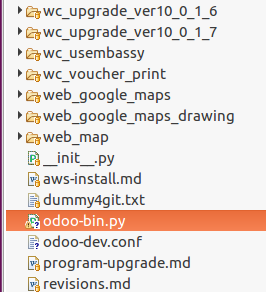 wc_upgrade_ver10_0_1_6
wc_upgrade_ver10_0_1_7
wc_usembassy
wc_voucher_print
web_google_maps
web_google_maps_drawing
web_map
__init__.py
aws-install.md
dummy4git.txt
odoo-bin.py
odoo-dev.conf
program-upgrade.md
revisions.md